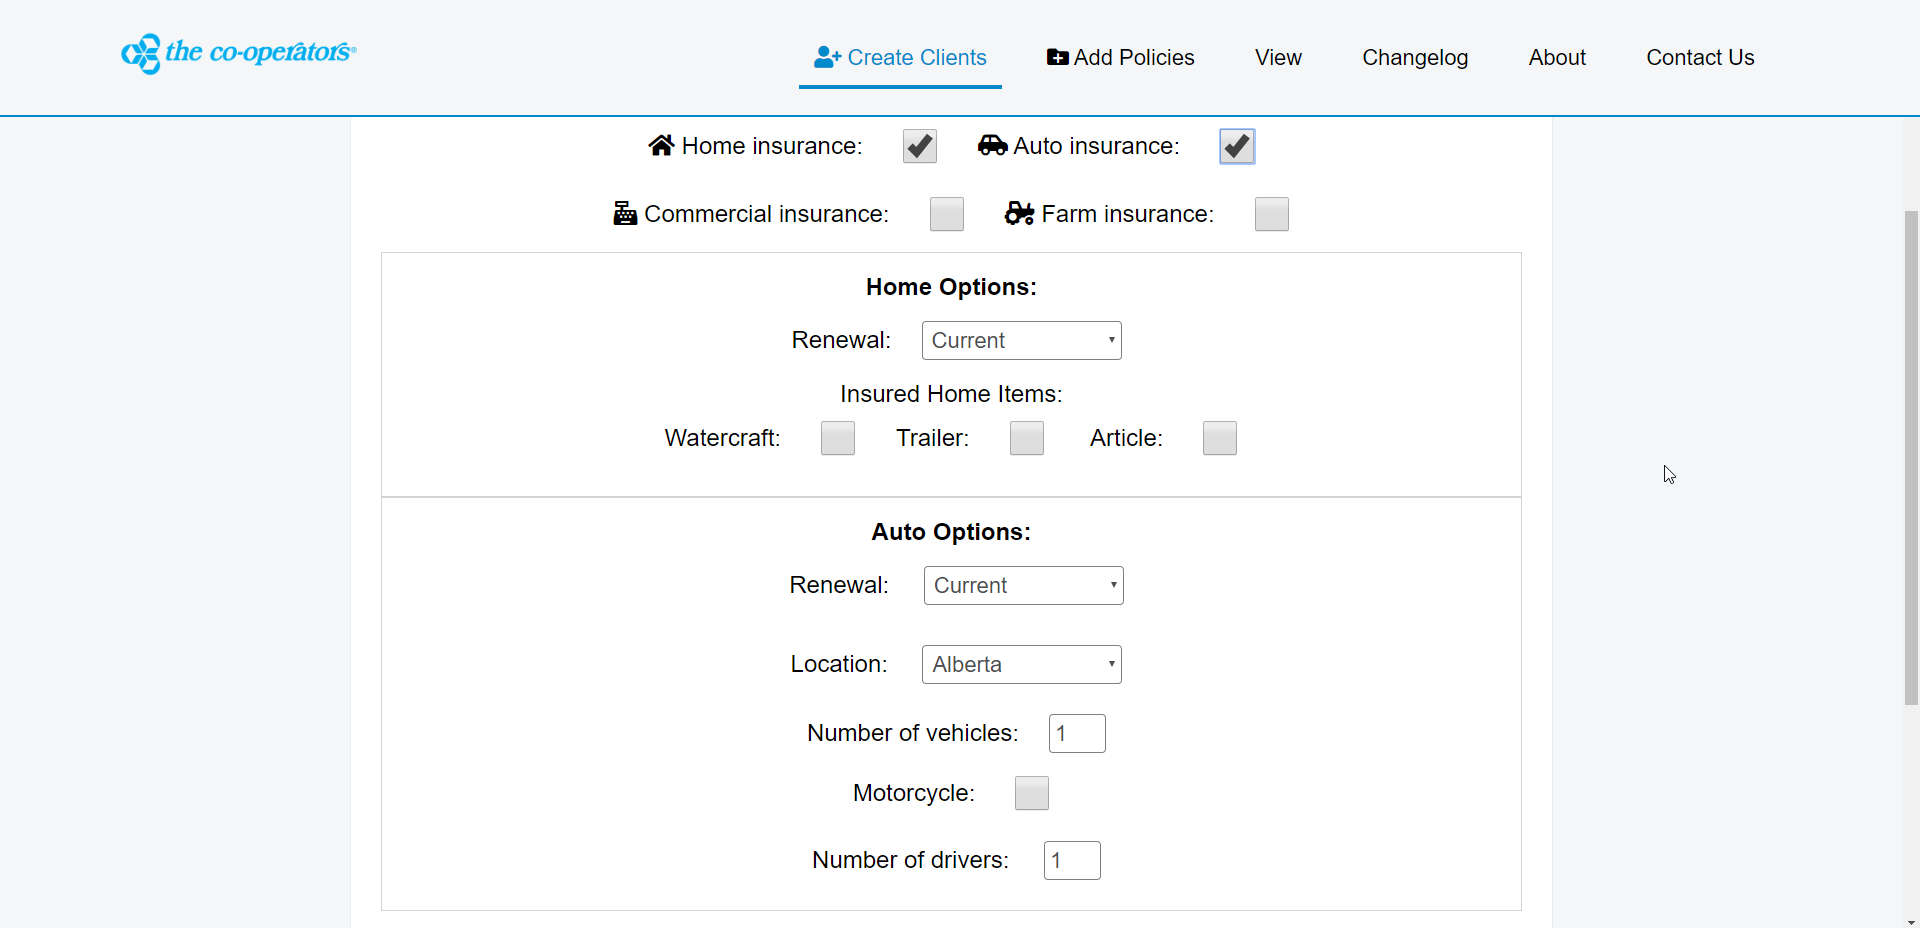 the co-operators®
Create Clients Add Policies View Changelog About Contact Us
Home insurance: Auto insurance:
Commercial insurance: Farm insurance:
Home Options:
Renewal: Current
Insured Home Items:
Watercraft: Trailer: Article:
Auto Options:
Renewal: Current
Location: Alberta
Number of vehicles: 1
Motorcycle:
Number of drivers: 1